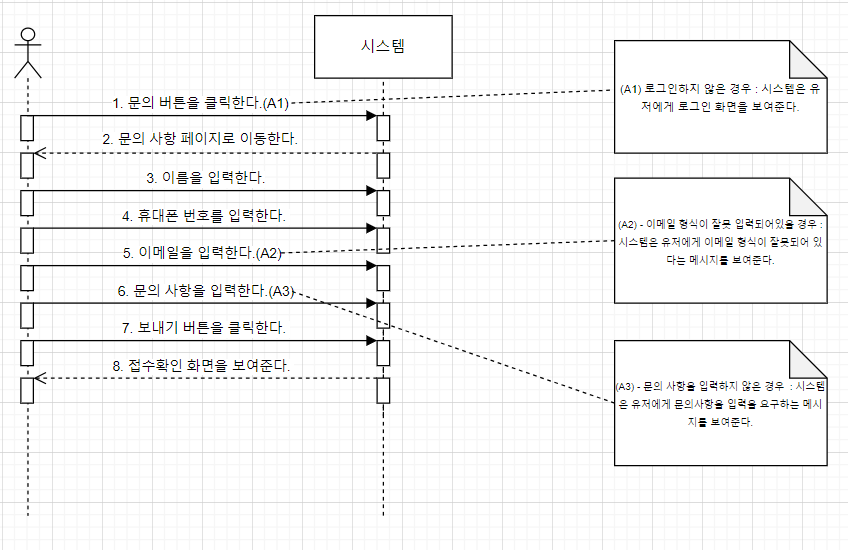 시스템
1. 문의 버튼을 클릭한다.(A1)
2. 문의 사항 페이지로 이동한다.
3. 이름을 입력한다.
4. 휴대폰 번호를 입력한다.
5. 이메일을 입력한다.(A2)
6. 문의 사항을 입력한다.(A3)
7. 보내기 버튼을 클릭한다.
8. 접수확인 화면을 보여준다.
(A1) 로그인하지 않은 경우 : 시스템은 유
저에게 로그인 화면을 보여준다.
(A2) - 이메일 형식이 잘못 입력되어있을 경우 :
시스템은 유저에게 이메일 형식이 잘못되어 있
다는 메시지를 보여준다.
(A3) - 문의 사항을 입력하지 않은 경우 : 시스템
은 유저에게 문의사항을 입력을 요구하는 메시
지를 보여준다.